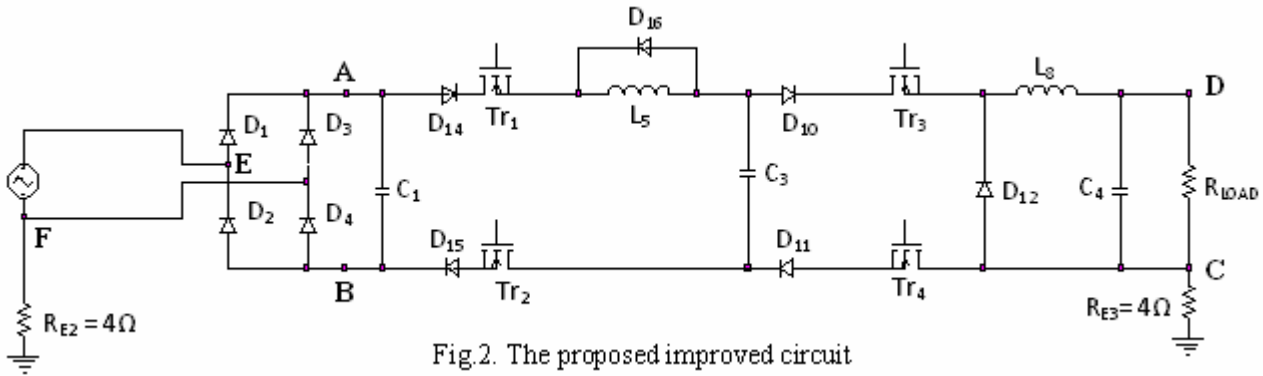 D16
A
L8
D
D1
D3
D14
Tr1
L5
D10
Tr3
E
C1
C3
D12
C4
RLOAD
D2
D4
D15
D11
F
B
Tr2
Tr4
C
RE2 = 4Ω
RE3 = 4Ω
Fig.2. The proposed improved circuit